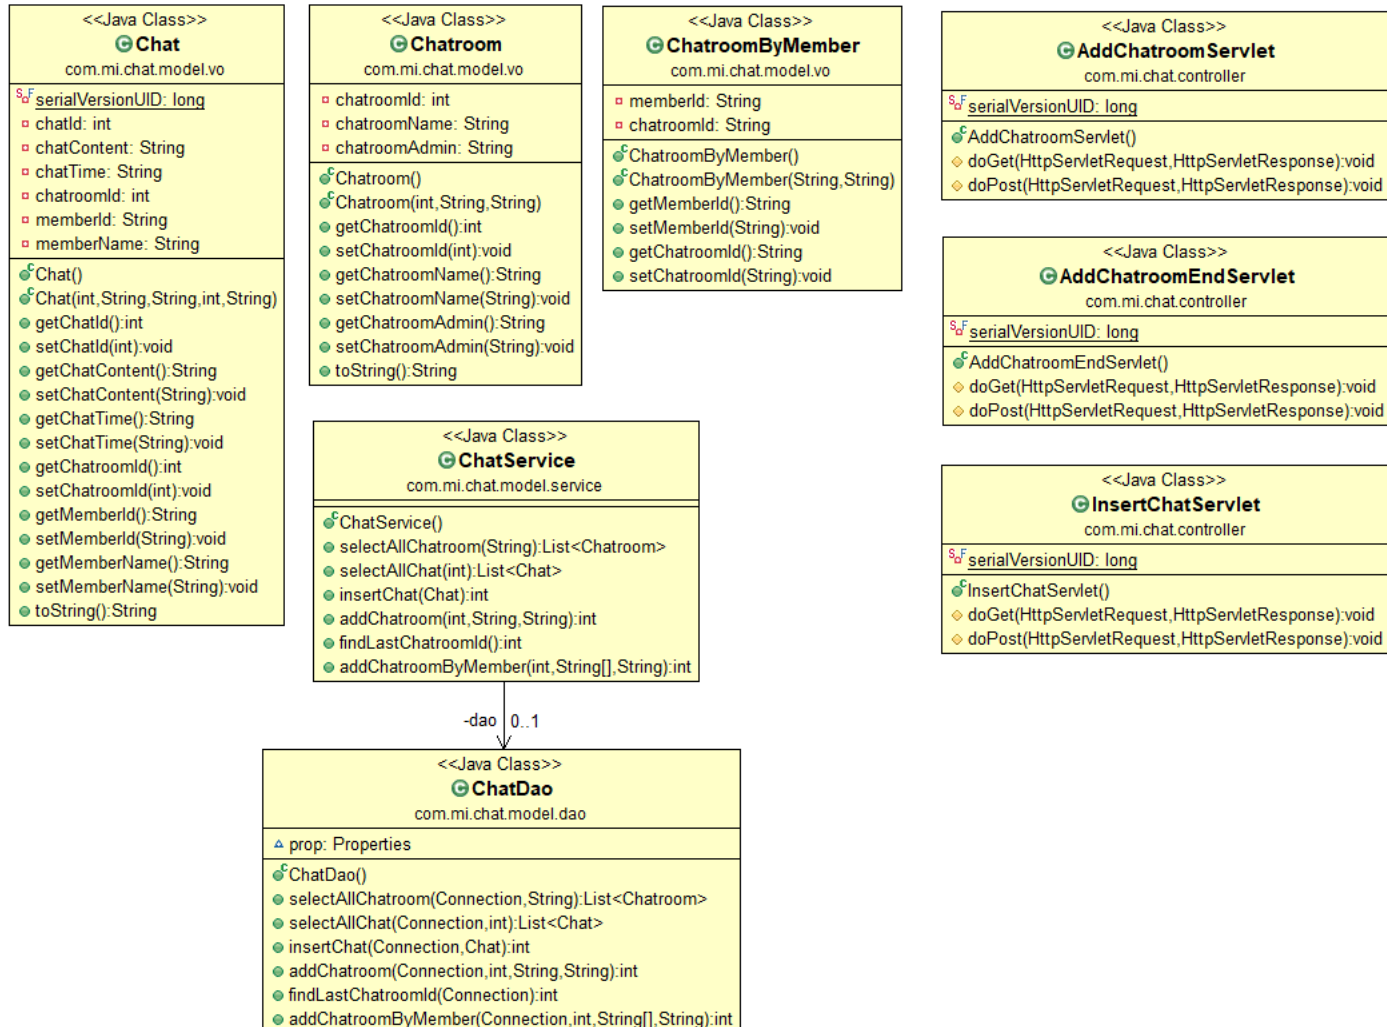 <<Java Class>>
Chat
com.mi.chat.model.vo
serialVersionUID: long
chatId: int
chatContent: String
chatTime: String
chatroomId: int
memberId: String
memberName: String
Chat()
Chat(int,String,String,int,String)
getChatId():int
setChatId(int):void
getChatContent():String
setChatContent(String):void
getChatTime():String
setChatTime(String):void
getChatroomId():int
setChatroomId(int):void
getMemberId():String
setMemberId(String):void
getMemberName():String
setMemberName(String):void
toString():String
<<Java Class>>
Chatroom
com.mi.chat.model.vo
chatroomId: int
chatroomName: String
chatroomAdmin: String
Chatroom()
Chatroom(int,String,String)
getChatroomId():int
setChatroomId(int):void
getChatroomName():String
setChatroomName(String):void
getChatroomAdmin():String
setChatroomAdmin(String):void
toString():String
<<Java Class>>
ChatroomByMember
com.mi.chat.model.vo
memberId: String
chatroomId: String
ChatroomByMember()
ChatroomByMember(String,String)
getMemberId():String
setMemberId(String):void
getChatroomId():String
setChatroomId(String):void
<<Java Class>>
AddChatroomServlet
com.mi.chat.controller
serialVersionUID: long
AddChatroomServlet()
doGet(HttpServletRequest,HttpServletResponse):void
doPost(HttpServletRequest,HttpServletResponse):void
<<Java Class>>
AddChatroomEndServlet
com.mi.chat.controller
serialVersionUID: long
AddChatroomEndServlet()
doGet(HttpServletRequest,HttpServletResponse):void
doPost(HttpServletRequest,HttpServletResponse):void
<<Java Class>>
InsertChatServlet
com.mi.chat.controller
serialVersionUID: long
InsertChatServlet()
doGet(HttpServletRequest,HttpServletResponse):void
doPost(HttpServletRequest,HttpServletResponse):void
<<Java Class>>
ChatService
com.mi.chat.model.service
ChatService()
selectAllChatroom(String):List<Chatroom>
selectAllChat(int):List<Chat>
insertChat(Chat):int
addChatroom(int,String,String):int
findLastChatroomId():int
addChatroomByMember(int,String[],String):int
-dao 0..1
<<Java Class>>
ChatDao
com.mi.chat.model.dao
prop: Properties
ChatDao()
selectAllChatroom(Connection,String):List<Chatroom>
selectAllChat(Connection,int):List<Chat>
insertChat(Connection,Chat):int
addChatroom(Connection,int,String,String):int
findLastChatroomId(Connection):int
addChatroomByMember(Connection,int,String[],String):int